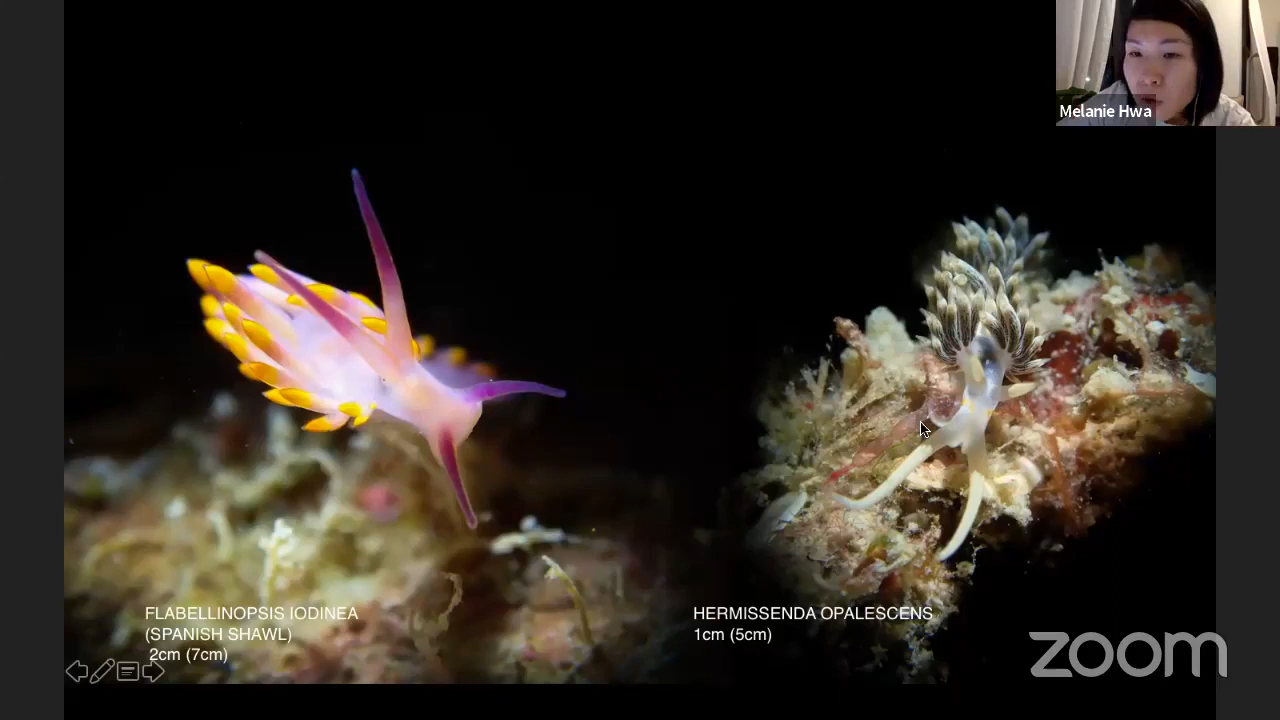 Melanie Hwa
FLABELLINOPSIS IODINEA
(SPANISH SHAWL)
2cm (7cm)
HERMISSENDA OPALESCENS
1cm (5cm)
zoom